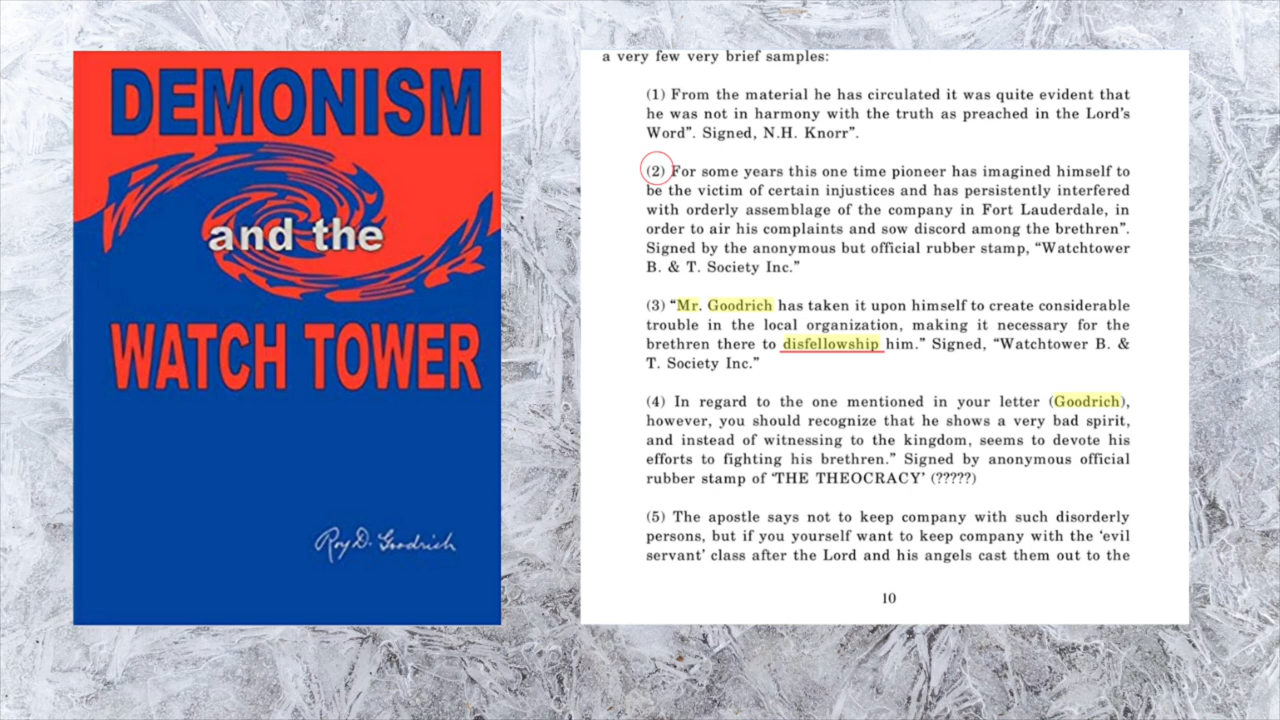 DEMONISM
and the
WATCH TOWER
Roy D. Goodrich
a very few very brief samples:
(1) From the material he has circulated it was quite evident that
he was not in harmony with the truth as preached in the Lord's
Word”. Signed, N.H. Knorr”.
(2) For some years this one time pioneer has imagined himself to
be the victim of certain injustices and has persistently interfered
with orderly assemblage of the company in Fort Lauderdale, in
order to air his complaints and sow discord among the brethren”.
Signed by the anonymous but official rubber stamp, “Watchtower
B. & T. Society Inc.”
(3) “Mr. Goodrich has taken it upon himself to create considerable
trouble in the local organization, making it necessary for the
brethren there to disfellowship him.” Signed, “Watchtower B. &
T. Society Inc.”
(4) In regard to the one mentioned in your letter (Goodrich),
however, you should recognize that he shows a very bad spirit,
and instead of witnessing to the kingdom, seems to devote his
efforts to fighting his brethren.” Signed by anonymous official
rubber stamp of ‘THE THEOCRACY’ (?????)
(5) The apostle says not to keep company with such disorderly
persons, but if you yourself want to keep company with the ‘evil
servant’ class after the Lord and his angels cast them out to the
10